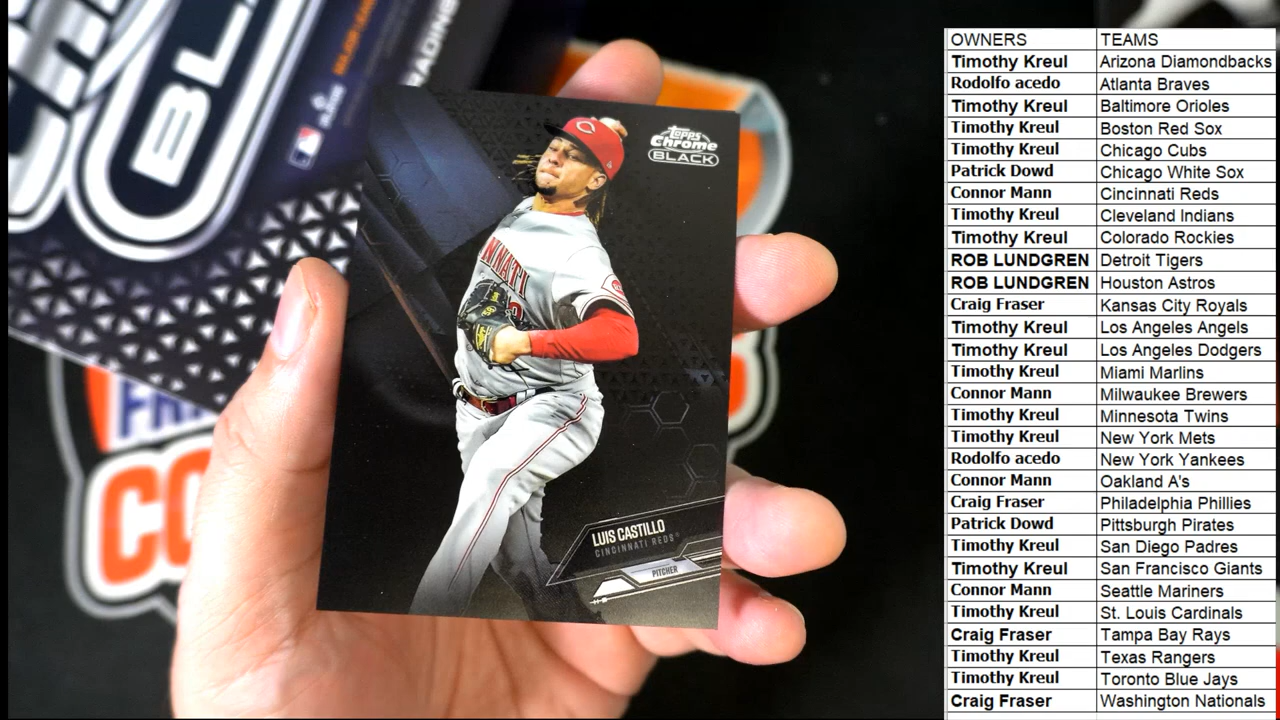 BLA
RADING
Topps
Chrome
BLACK
CINNATI
LUIS CASTILLO
CINCINNATI REDS
PITCHER
FR
CO
OWNERS TEAMS
Timothy Kreul Arizona Diamondbacks
Rodolfo acedo Atlanta Braves
Timothy Kreul Baltimore Orioles
Timothy Kreul Boston Red Sox
Timothy Kreul Chicago Cubs
Patrick Dowd Chicago White Sox
Connor Mann Cincinnati Reds
Timothy Kreul Cleveland Indians
Timothy Kreul Colorado Rockies
ROB LUNDGREN Detroit Tigers
ROB LUNDGREN Houston Astros
Craig Fraser Kansas City Royals
Timothy Kreul Los Angeles Angels
Timothy Kreul Los Angeles Dodgers
Timothy Kreul Miami Marlins
Connor Mann Milwaukee Brewers
Timothy Kreul Minnesota Twins
Timothy Kreul New York Mets
Rodolfo acedo New York Yankees
Connor Mann Oakland A's
Craig Fraser Philadelphia Phillies
Patrick Dowd Pittsburgh Pirates
Timothy Kreul San Diego Padres
Timothy Kreul San Francisco Giants
Connor Mann Seattle Mariners
Timothy Kreul St. Louis Cardinals
Craig Fraser Tampa Bay Rays
Timothy Kreul Texas Rangers
Timothy Kreul Toronto Blue Jays
Craig Fraser Washington Nationals